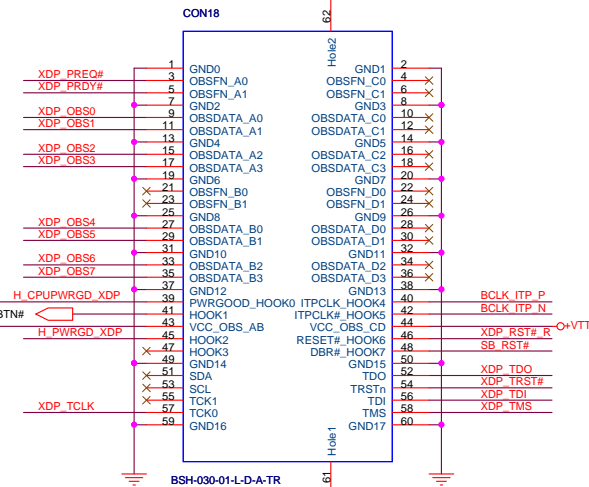 CON18
62
Hole2
1 GND0 GND1 2
XDP_PREQ# 3 OBSFN_A0 OBSFN_C0 4
XDP_PRDY# 5 OBSFN_A1 OBSFN_C1 6
7 GND2 GND3 8
XDP_OBS0 9 OBSDATA_A0 OBSDATA_C0 10
XDP_OBS1 11 OBSDATA_A1 OBSDATA_C1 12
13 GND4 GND5 14
XDP_OBS2 15 OBSDATA_A2 OBSDATA_C2 16
XDP_OBS3 17 OBSDATA_A3 OBSDATA_C3 18
19 GND6 GND7 20
21 OBSFN_B0 OBSFN_D0 22
23 OBSFN_B1 OBSFN_D1 24
25 GND8 GND9 26
XDP_OBS4 27 OBSDATA_B0 OBSDATA_D0 28
XDP_OBS5 29 OBSDATA_B1 OBSDATA_D1 30
31 GND10 GND11 32
XDP_OBS6 33 OBSDATA_B2 OBSDATA_D2 34
XDP_OBS7 35 OBSDATA_B3 OBSDATA_D3 36
37 GND12 GND13 38
H_CPUPWRGD_XDP 39 PWRGOOD_HOOK0 ITPCLK_HOOK4 40 BCLK_ITP_P
BTN# 41 HOOK1 ITPCLK#_HOOK5 42 BCLK_ITP_N
43 VCC_OBS_AB VCC_OBS_CD 44 +VTT
H_PWRGD_XDP 45 HOOK2 RESET#_HOOK6 46 XDP_RST#_R
47 HOOK3 DBR#_HOOK7 48 SB_RST#
49 GND14 GND15 50
51 SDA TDO 52 XDP_TDO
53 SCL TRSTn 54 XDP_TRST#
55 TCK1 TDI 56 XDP_TDI
XDP_TCLK 57 TCK0 TMS 58 XDP_TMS
59 GND16 GND17 60
Hole1
61
BSH-030-01-L-D-A-TR